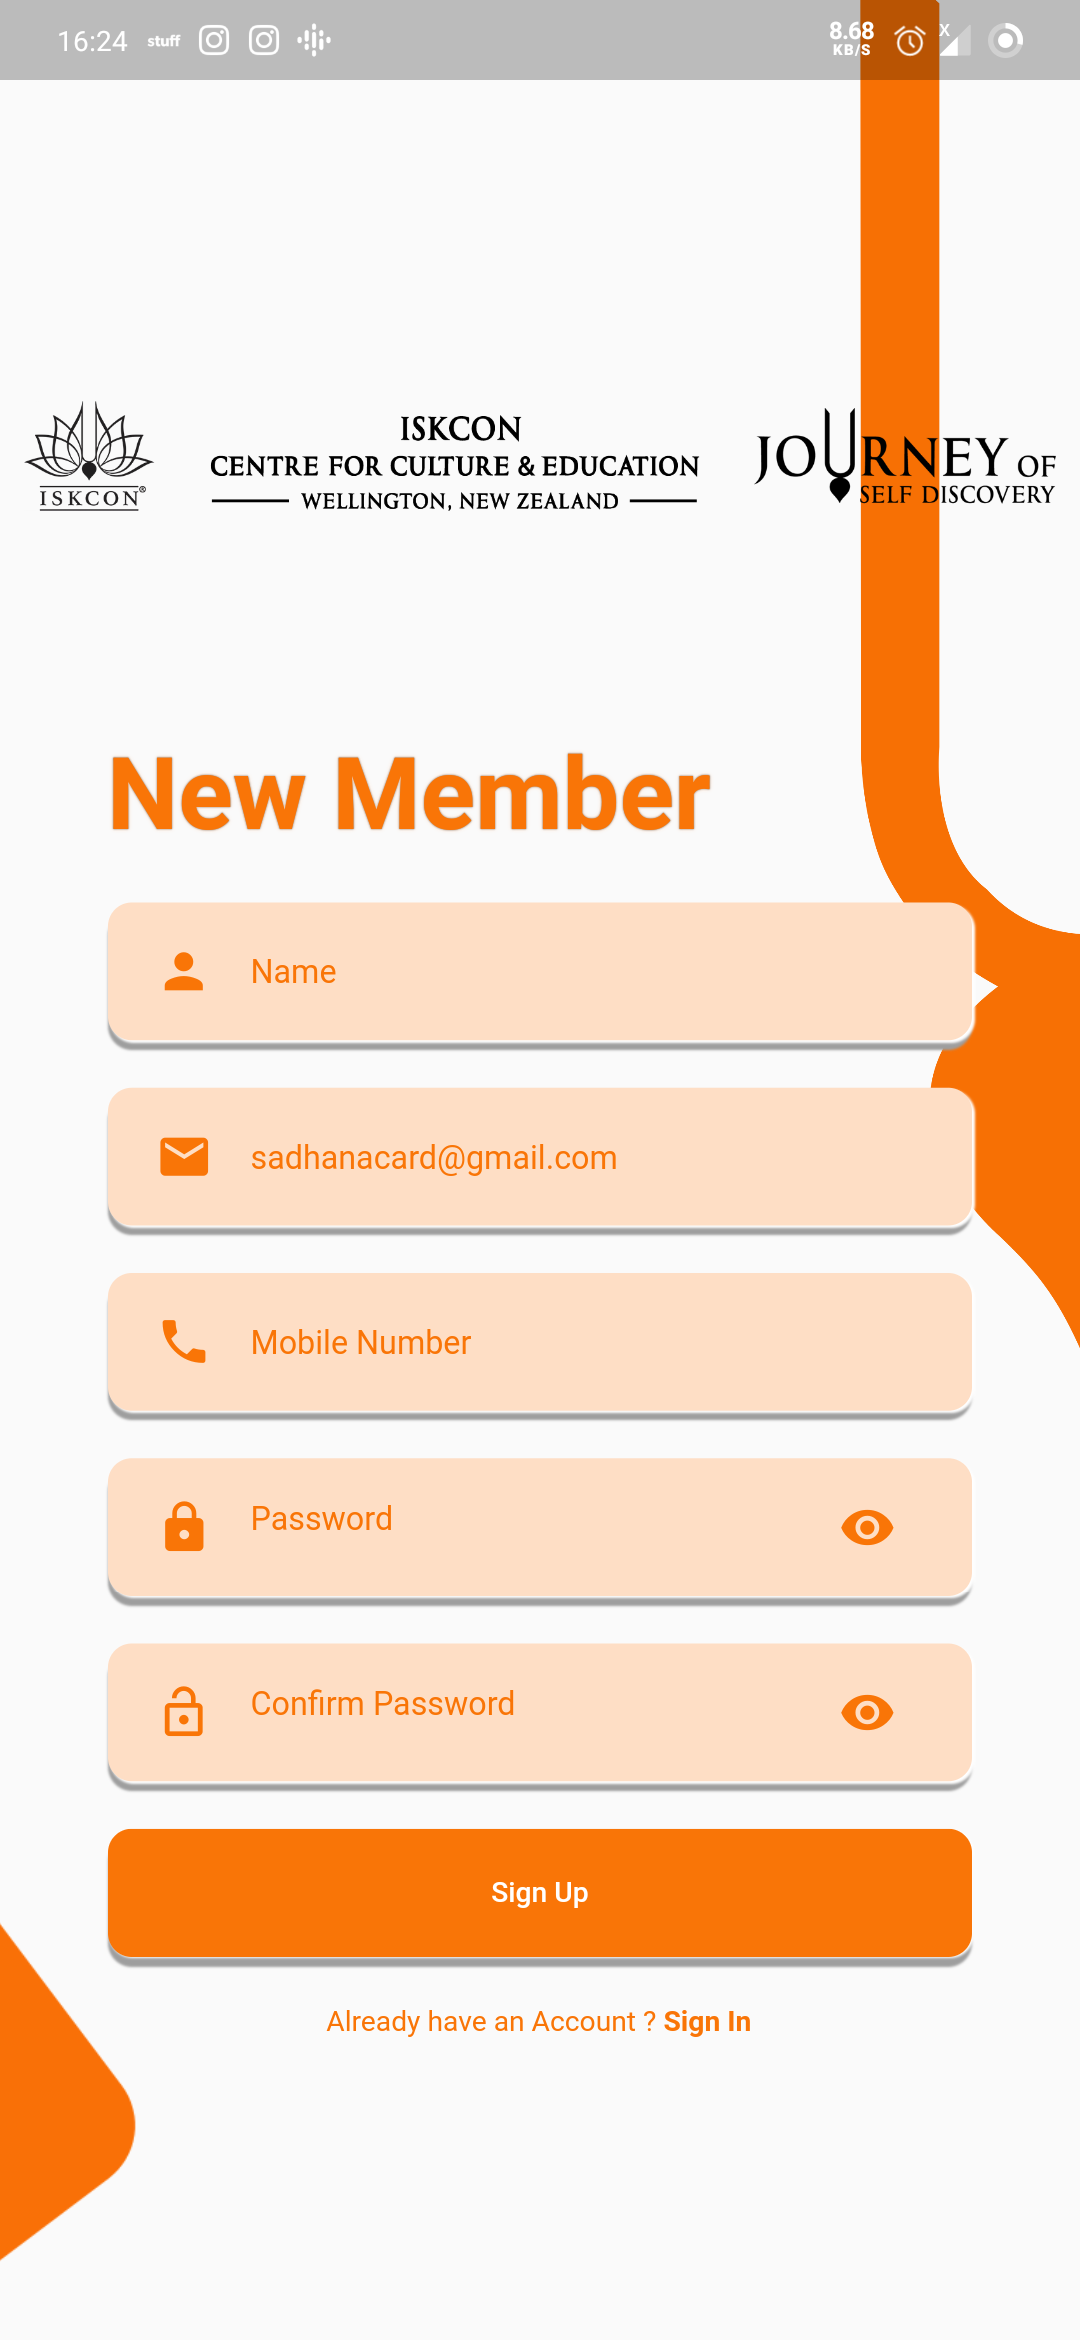 16:24 stuff 8.68 KB/S X
ISKCON®
ISKCON
CENTRE FOR CULTURE & EDUCATION
WELLINGTON, NEW ZEALAND
JOURNEY OF
SELF DISCOVERY
New Member
Name
sadhanacard@gmail.com
Mobile Number
Password
Confirm Password
Sign Up
Already have an Account ? Sign In